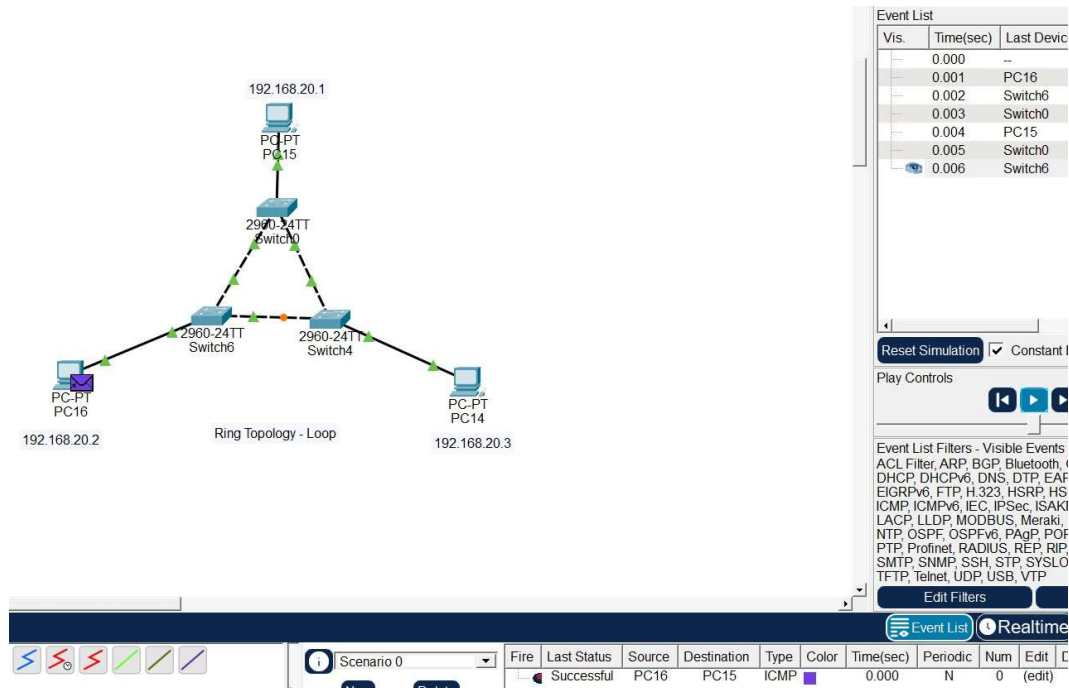 192.168.20.1
PC-PT
PC15
2960-24TT
Switch0
2960-24TT
Switch6
2960-24TT
Switch4
PC-PT
PC16
192.168.20.2
Ring Topology - Loop
PC-PT
PC14
192.168.20.3
Event List
Vis. Time(sec) Last Devic
0.000 --
0.001 PC16
0.002 Switch6
0.003 Switch0
0.004 PC15
0.005 Switch0
0.006 Switch6
Reset Simulation Constant
Play Controls
Event List Filters - Visible Events
ACL Filter, ARP, BGP, Bluetooth,
DHCP, DHCPv6, DNS, DTP, EAP
EIGRPv6, FTP, H.323, HSRP, HS
ICMP, ICMPv6, IEC, IPSec, ISAK
LACP, LLDP, MODBUS, Meraki,
NTP, OSPF, OSPFv6, PAgP, POP
PTP, Profinet, RADIUS, REP, RIP,
SMTP, SNMP, SSH, STP, SYSLO
TFTP, Telnet, UDP, USB, VTP
Edit Filters
Event List Realtime
Scenario 0
Fire Last Status Source Destination Type Color Time(sec) Periodic Num Edit D
Successful PC16 PC15 ICMP 0.000 N 0 (edit)